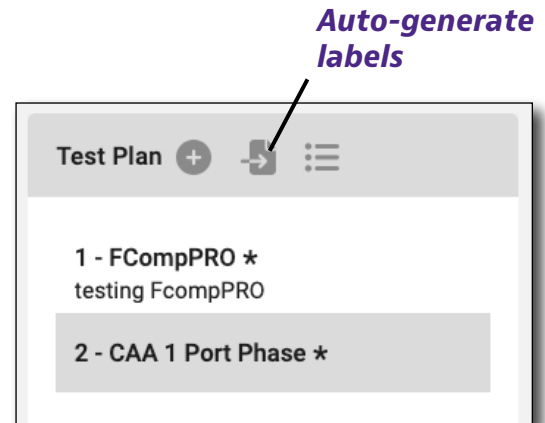 Auto-generate
labels
Test Plan
1 - FCompPRO *
testing FcompPRO
2 - CAA 1 Port Phase *